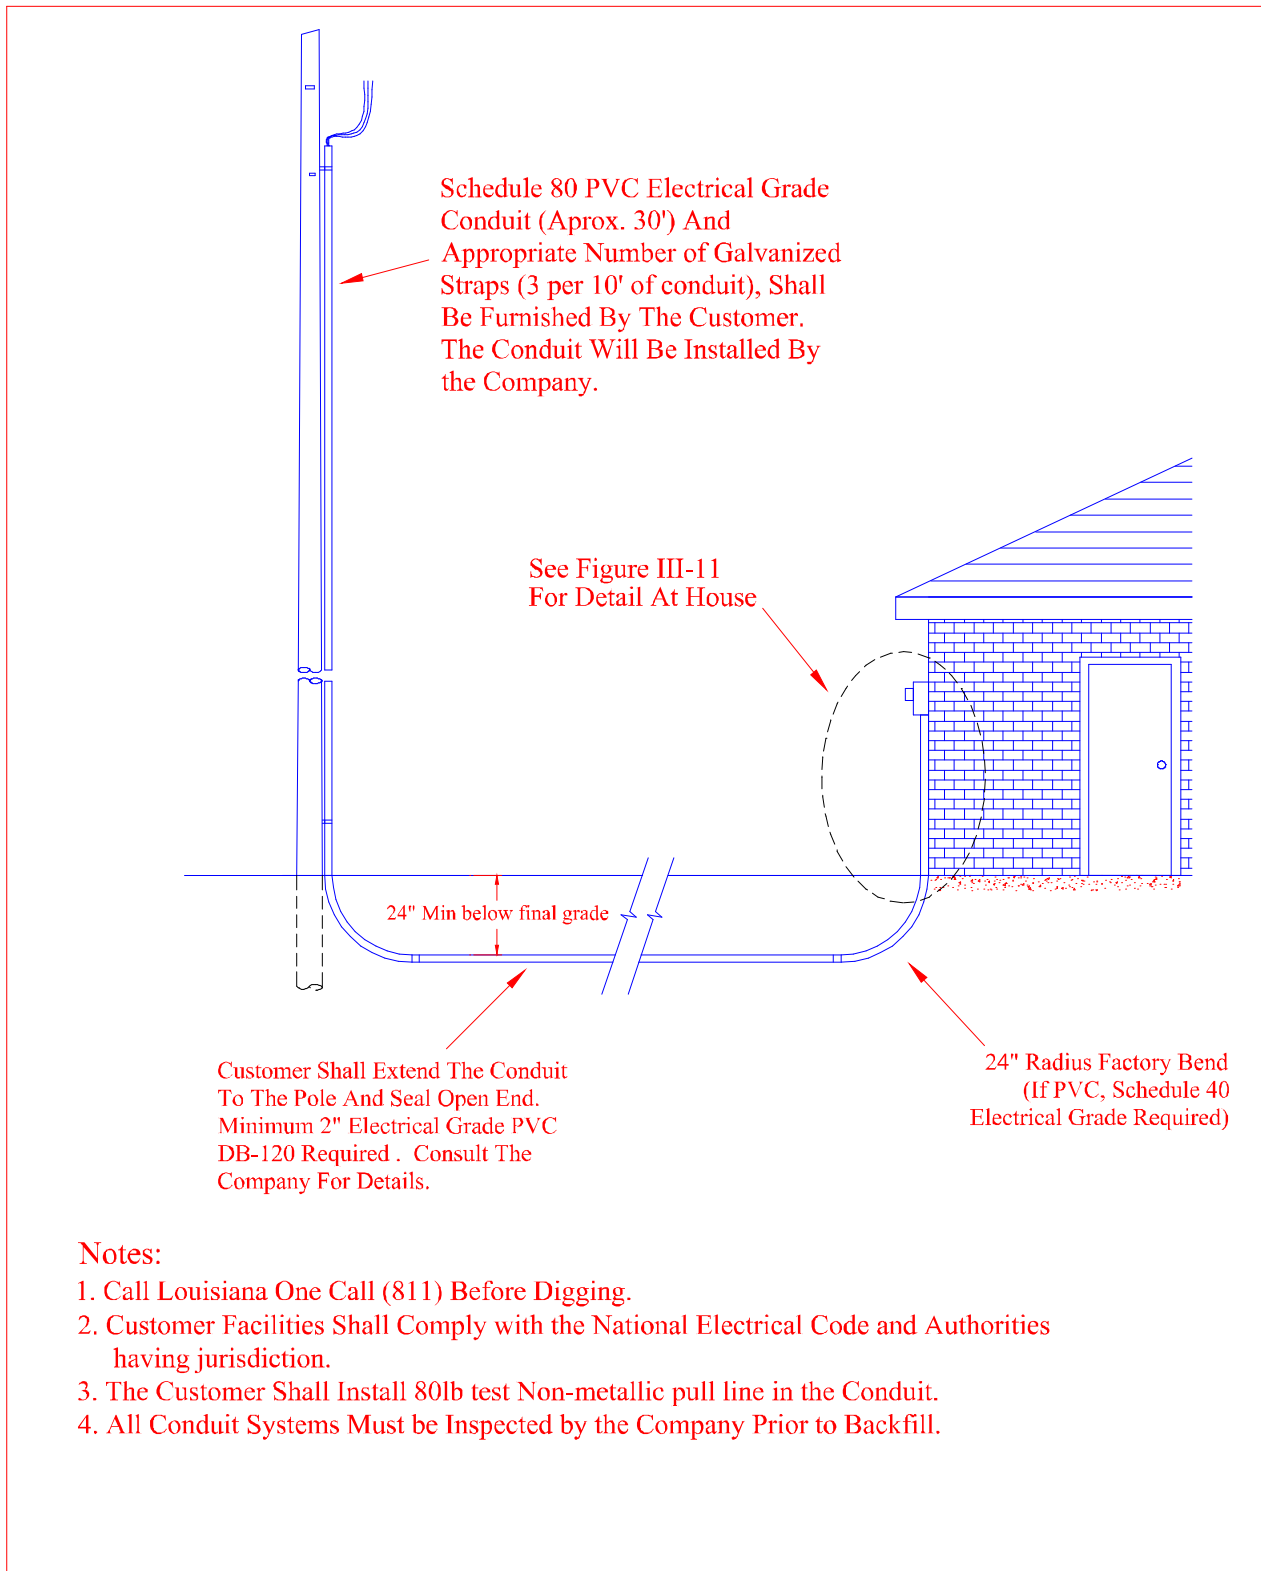 Schedule 80 PVC Electrical Grade
Conduit (Aprox. 30') And
Appropriate Number of Galvanized
Straps (3 per 10' of conduit), Shall
Be Furnished By The Customer.
The Conduit Will Be Installed By
the Company.
See Figure III-11
For Detail At House
24" Min below final grade
Customer Shall Extend The Conduit
To The Pole And Seal Open End.
Minimum 2" Electrical Grade PVC
DB-120 Required . Consult The
Company For Details.
24" Radius Factory Bend
(If PVC, Schedule 40
Electrical Grade Required)
Notes:
1. Call Louisiana One Call (811) Before Digging.
2. Customer Facilities Shall Comply with the National Electrical Code and Authorities
having jurisdiction.
3. The Customer Shall Install 80lb test Non-metallic pull line in the Conduit.
4. All Conduit Systems Must be Inspected by the Company Prior to Backfill.